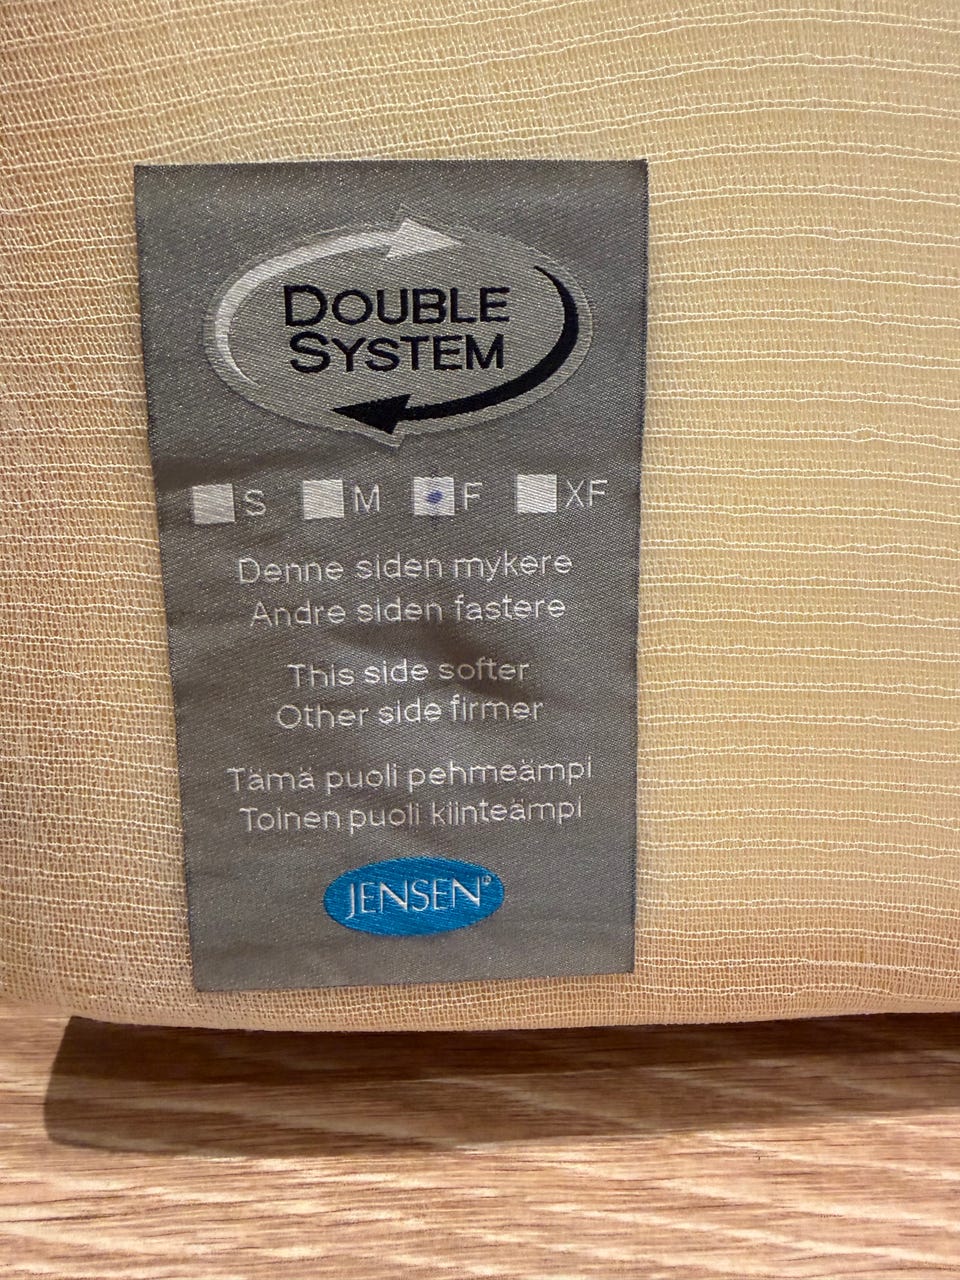 DOUBLE
SYSTEM
S M F XF
Denne siden mykere
Andre siden fastere
This side softer
Other side firmer
Tämä puoli pehmeämpi
Toinen puoli kiinteämpi
JENSEN®